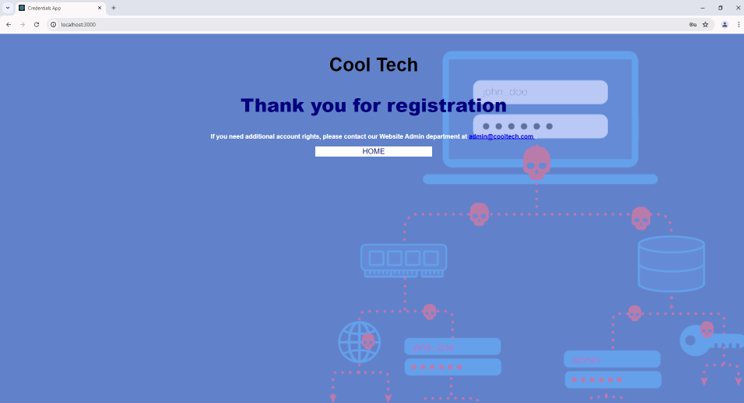 Credentials App
localhost:3000
Cool Tech
john_doe
Thank you for registration
If you need additional account rights, please contact our Website Admin department at admin@cooltech.com
HOME